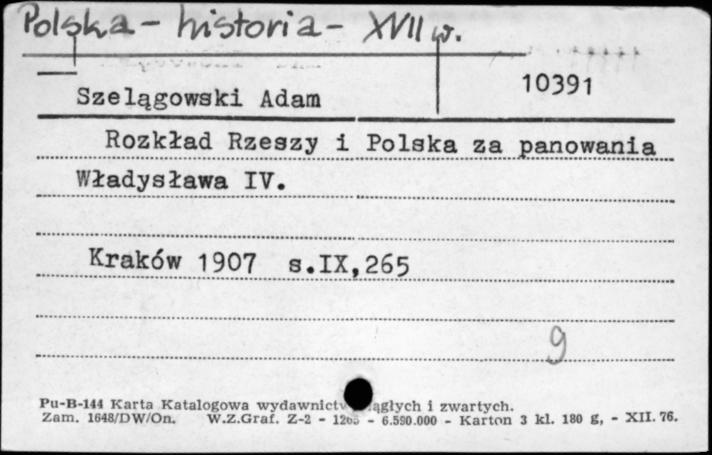 Polska - historia - XVII w.
10391
Szelągowski Adam
Rozkład Rzeszy i Polska za panowania
Władysława IV.
Kraków 1907 s.IX,265
9
Pu-B-144 Karta Katalogowa wydawnictw ciągłych i zwartych.
Zam. 1648/DW/On. W.Z.Graf. Z-2 - 1265 - 6.590.000 - Karton 3 kl. 180 g, - XII. 76.